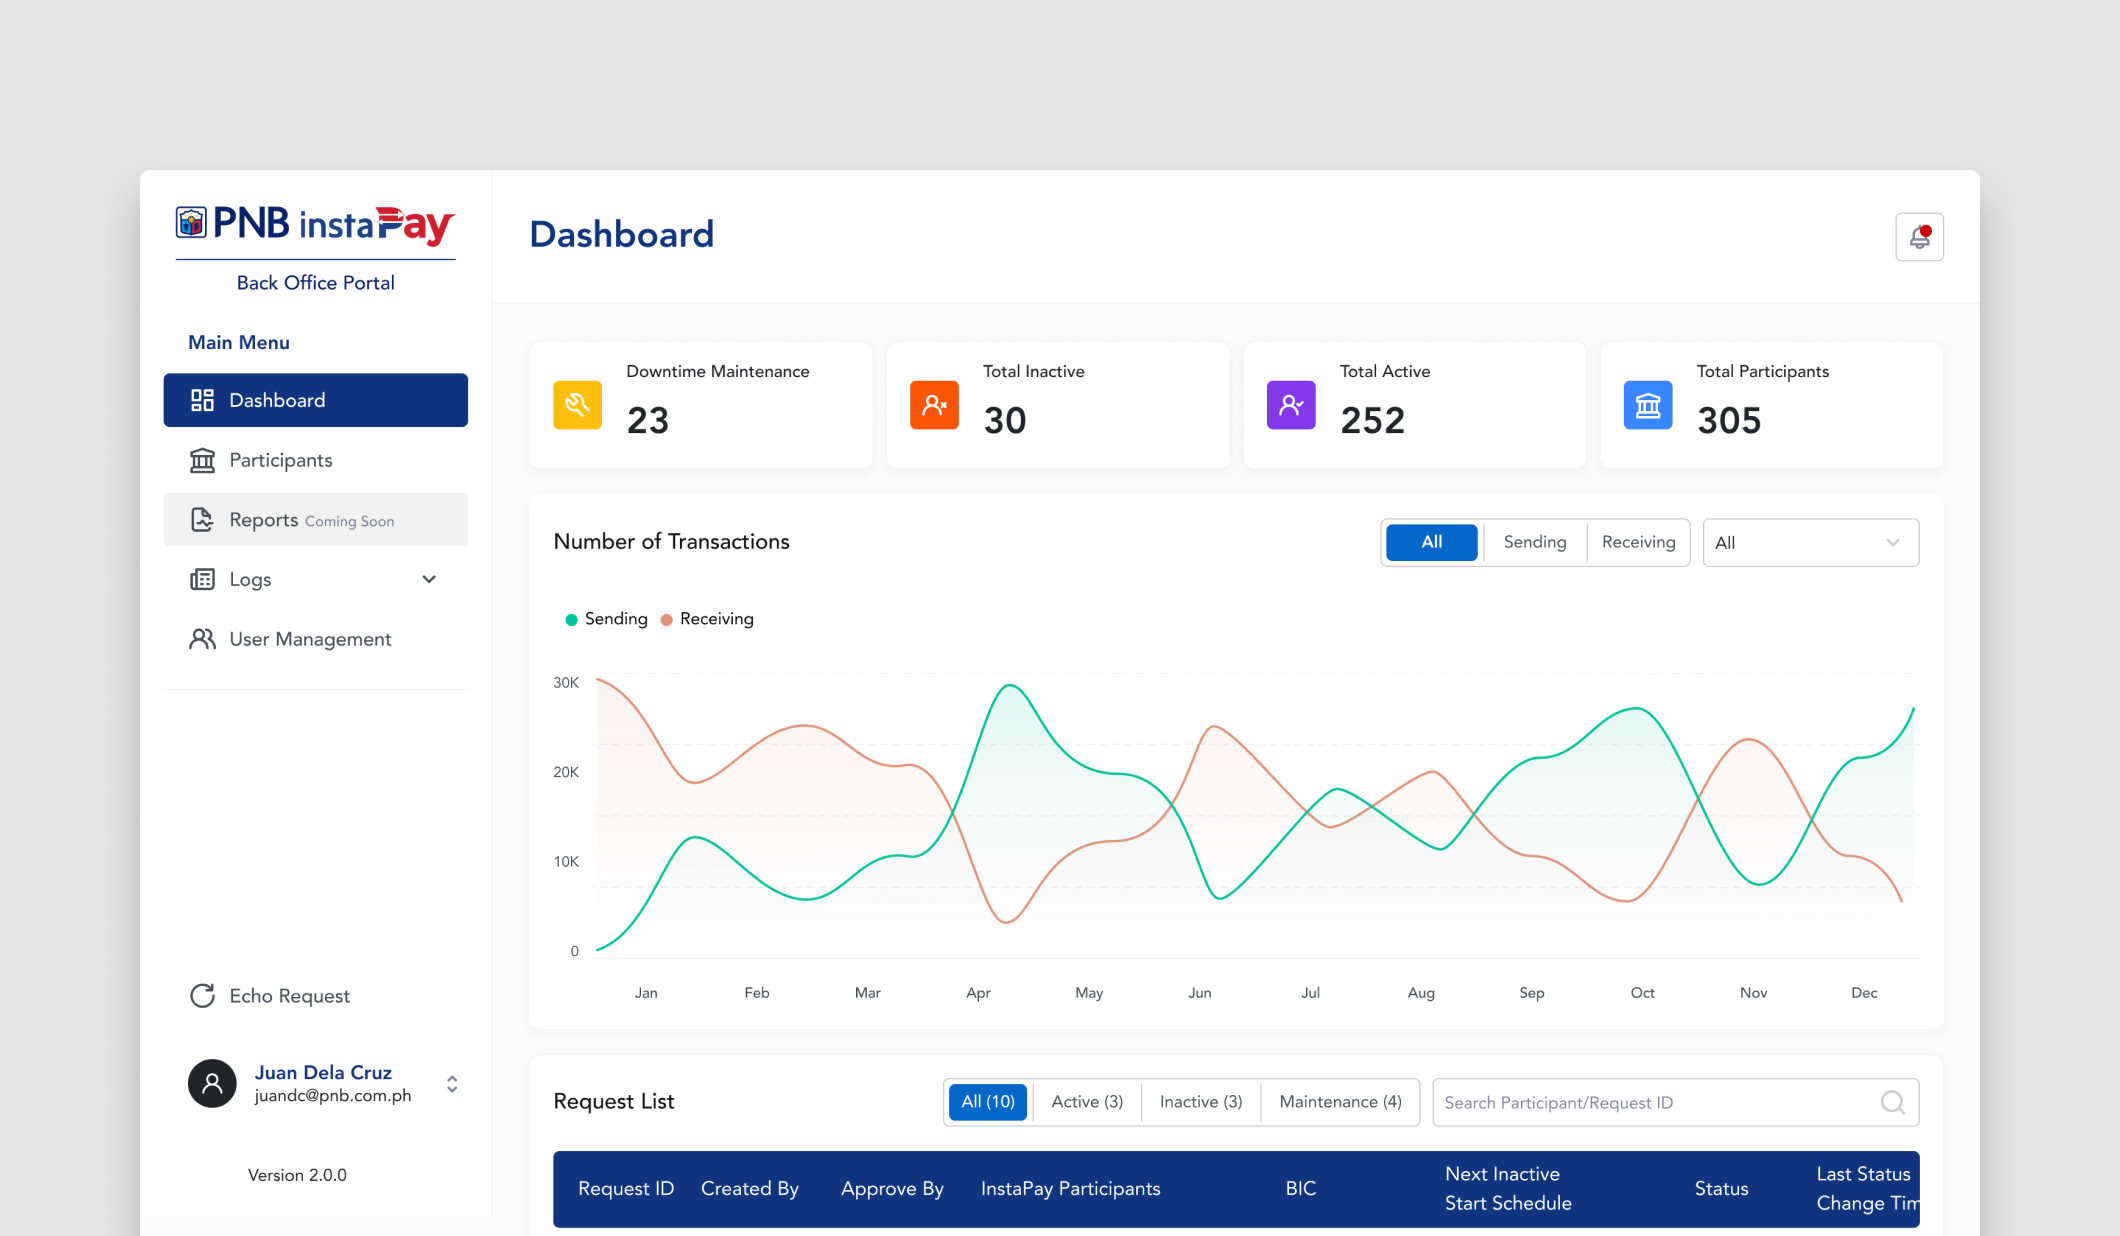 PNB instaPay
Back Office Portal
Main Menu
Dashboard
Participants
Reports Coming Soon
Logs
User Management
Echo Request
Juan Dela Cruz
juandc@pnb.com.ph
Version 2.0.0
Dashboard
Downtime Maintenance
23
Total Inactive
30
Total Active
252
Total Participants
305
Number of Transactions
All Sending Receiving All
Sending Receiving
30K
20K
10K
0
Jan Feb Mar Apr May Jun Jul Aug Sep Oct Nov Dec
Request List
All (10) Active (3) Inactive (3) Maintenance (4) Search Participant/Request ID
Request ID Created By Approve By InstaPay Participants BIC Next Inactive
Start Schedule Status Last Status
Change Tim